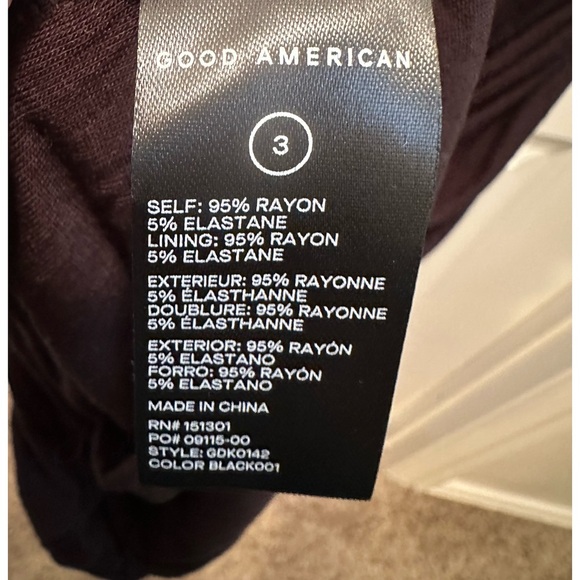 GOOD AMERICAN
3
SELF: 95% RAYON
5% ELASTANE
LINING: 95% RAYON
5% ELASTANE
EXTERIEUR: 95% RAYONNE
5% ÉLASTHANNE
DOUBLURE: 95% RAYONNE
5% ÉLASTHANNE
EXTERIOR: 95% RAYÓN
5% ELASTANO
FORRO: 95% RAYÓN
5% ELASTANO
MADE IN CHINA
RN# 151301
PO# 09115-00
STYLE: GDK0142
COLOR BLACK001